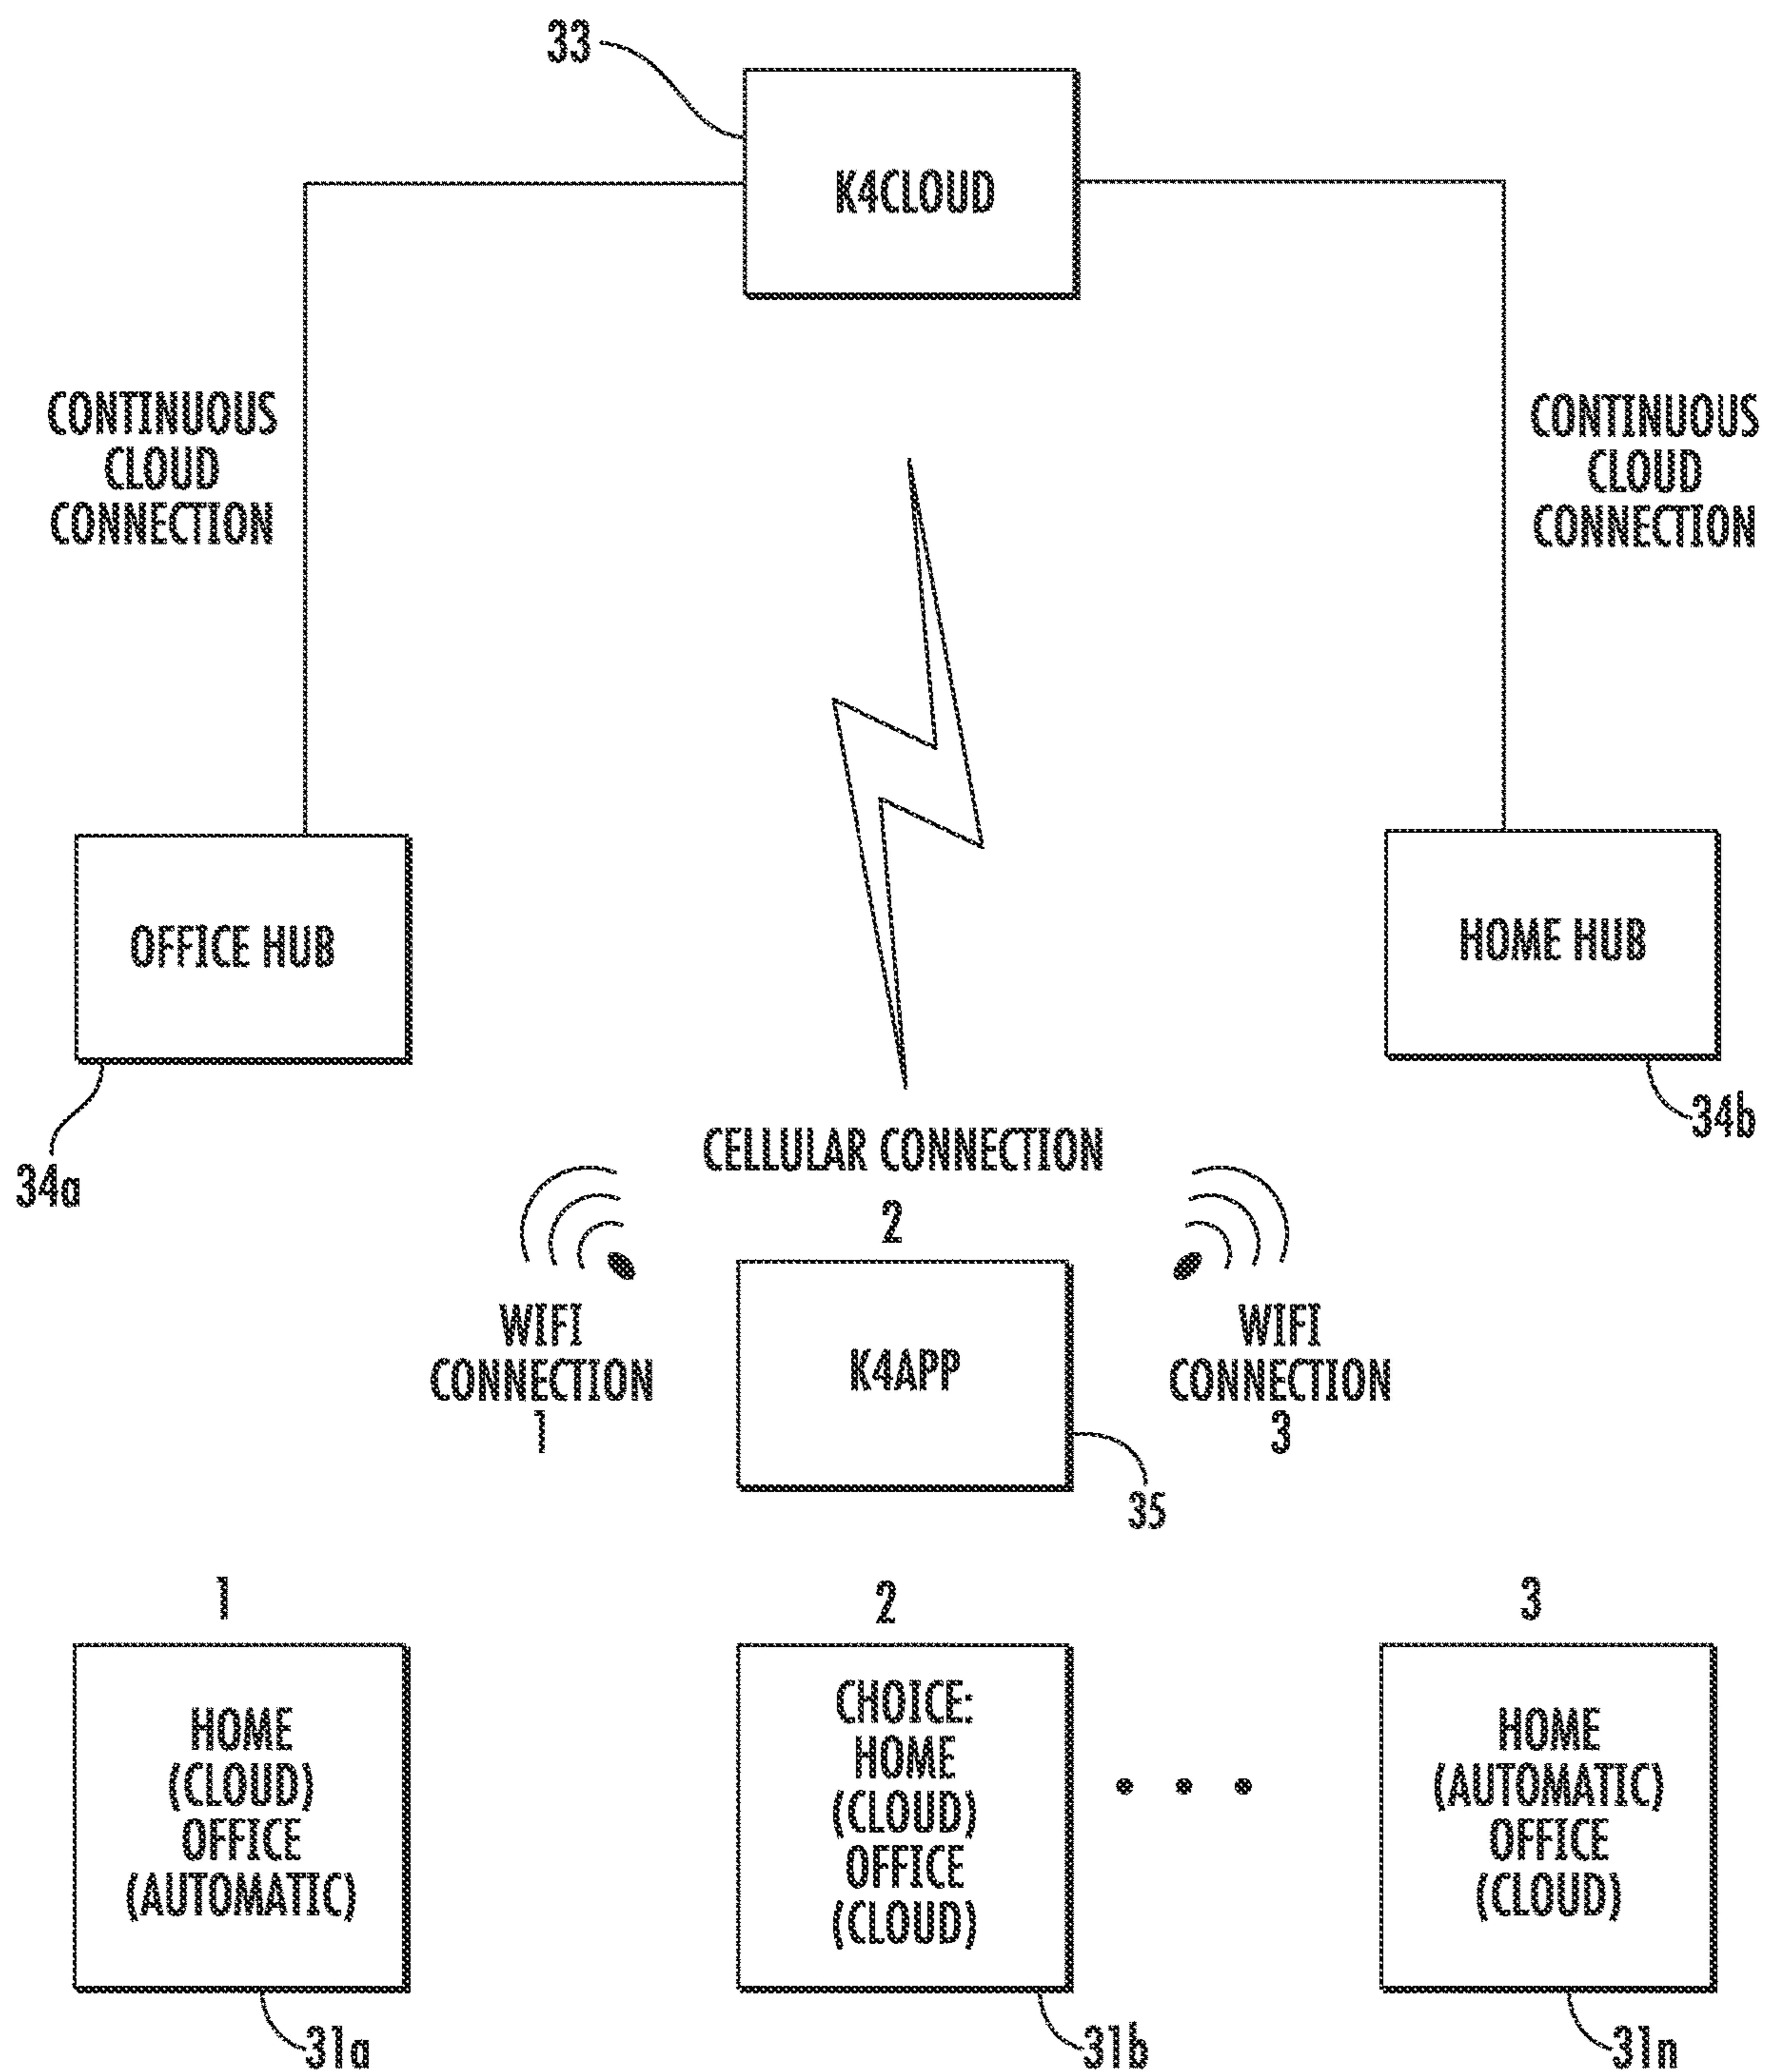 33
K4CLOUD
CONTINUOUS
CLOUD
CONNECTION
CONTINUOUS
CLOUD
CONNECTION
OFFICE HUB
HOME HUB
34a
34b
CELLULAR CONNECTION
2
WIFI
CONNECTION
1
K4APP
WIFI
CONNECTION
3
35
1
HOME
(CLOUD)
OFFICE
(AUTOMATIC)
31a
2
CHOICE:
HOME
(CLOUD)
OFFICE
(CLOUD)
31b
3
HOME
(AUTOMATIC)
OFFICE
(CLOUD)
31n